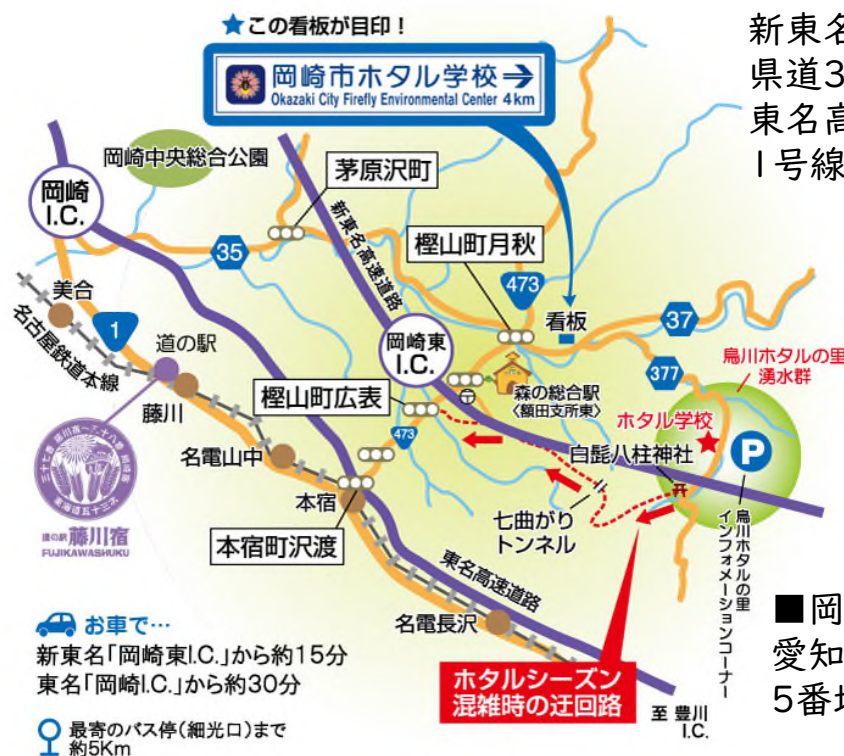 ★この看板が目印！
岡崎市ホタル学校➔
Okazaki City Firefly Environmental Center 4km
新東名
県道3
東名高
1号線
岡崎中央総合公園
岡崎
I.C.
茅原沢町
新東名高速道路
35
樫山町月秋
473
美合
1
道の駅
名古屋鉄道本線
岡崎東
I.C.
看板
37
377
鳥川ホタルの里
湧水群
藤川
樫山町広表
473
森の総合駅
〈額田支所東〉
ホタル学校
P
白髭八柱神社
名電山中
本宿
七曲がり
トンネル
鳥川ホタルの里
インフォメーションコーナー
道の駅 藤川宿
FUJIKAWASHUKU
本宿町沢渡
東名高速道路
名電長沢
お車で…
新東名「岡崎東I.C.」から約15分
東名「岡崎I.C.」から約30分
ホタルシーズン
混雑時の迂回路
至 豊川
I.C.
■岡
愛知
5番地
最寄のバス停（細光口）まで
約5Km